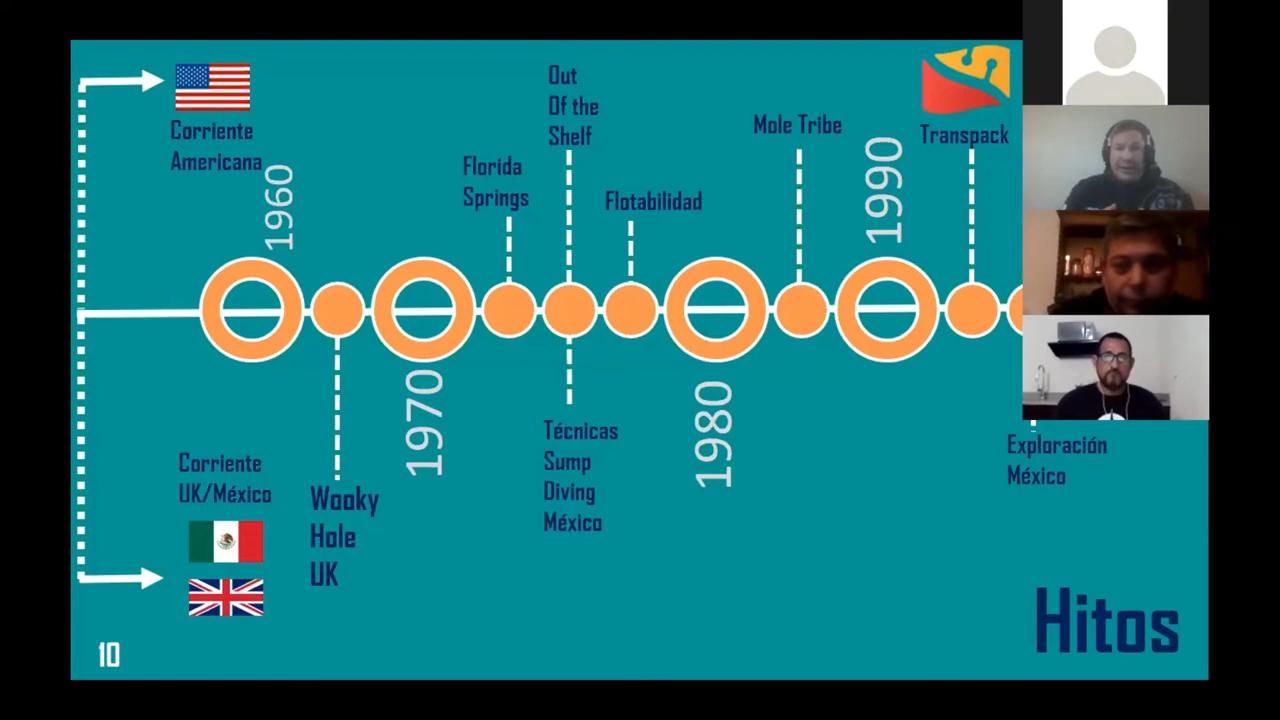 Corriente
Americana
1960
Florida
Springs
Out
Of the
Shelf
Flotabilidad
Mole Tribe
1990
Transpack
1970
1980
Corriente
UK/México
Wooky
Hole
UK
Técnicas
Sump
Diving
México
Exploración
México
Hitos
10